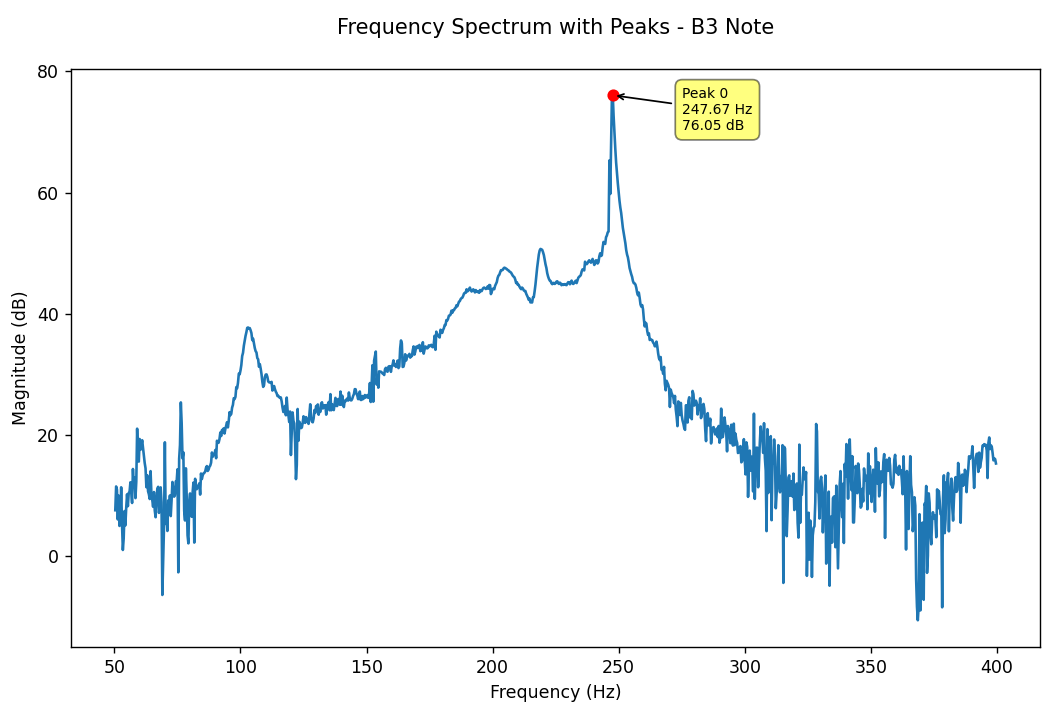 Frequency Spectrum with Peaks - B3 Note
80
60
40
20
0
Magnitude (dB)
Peak 0
247.67 Hz
76.05 dB
50
100
150
200
250
300
350
400
Frequency (Hz)